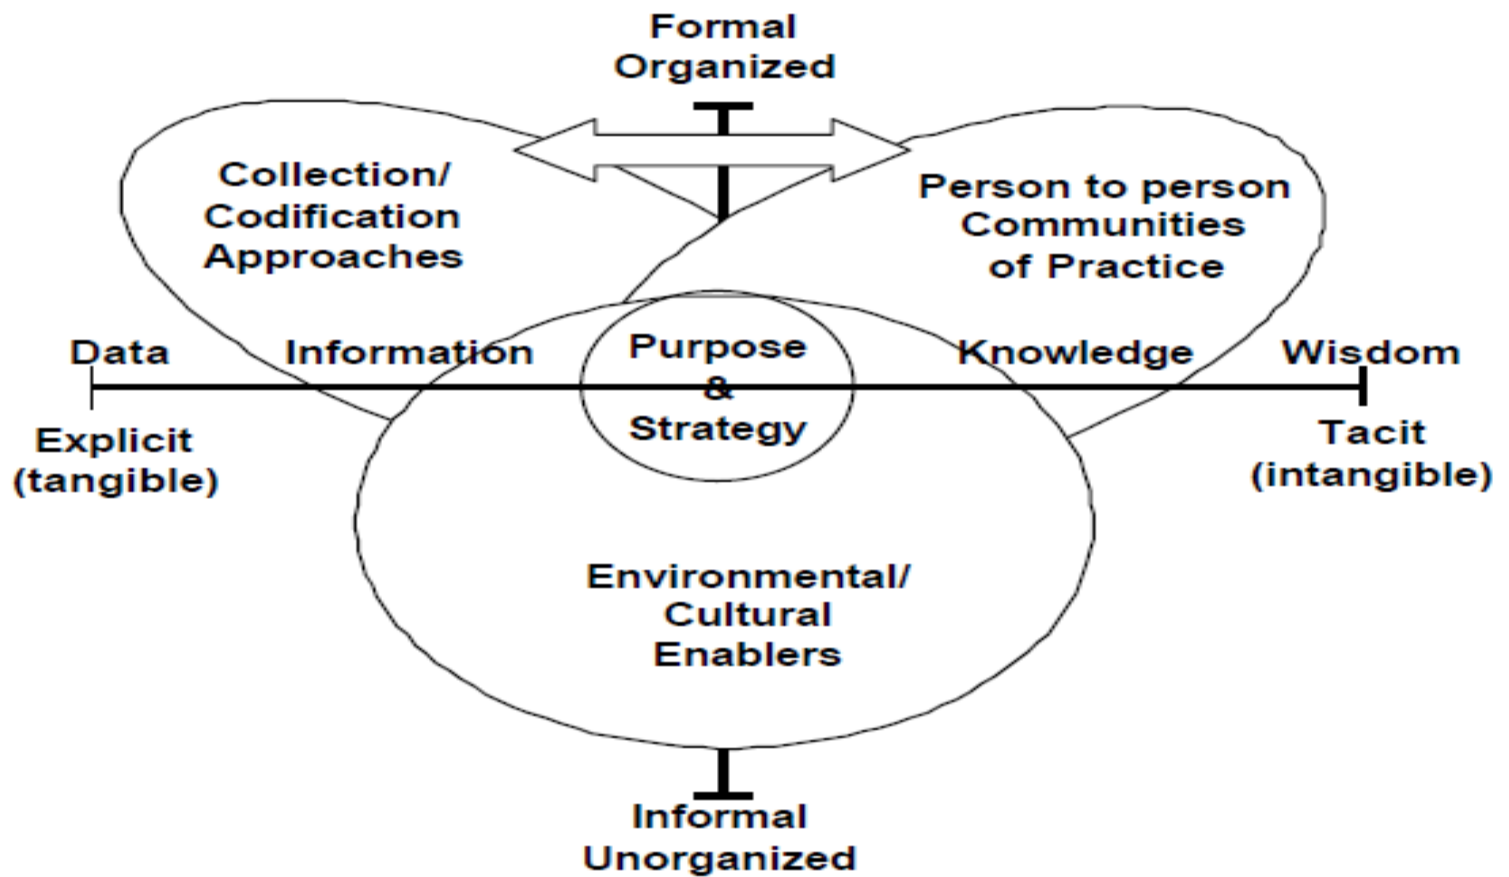 Formal
Organized
Collection/
Codification
Approaches
Person to person
Communities
of Practice
Data
Information
Purpose
&
Strategy
Knowledge
Wisdom
Explicit
(tangible)
Tacit
(intangible)
Environmental/
Cultural
Enablers
Informal
Unorganized